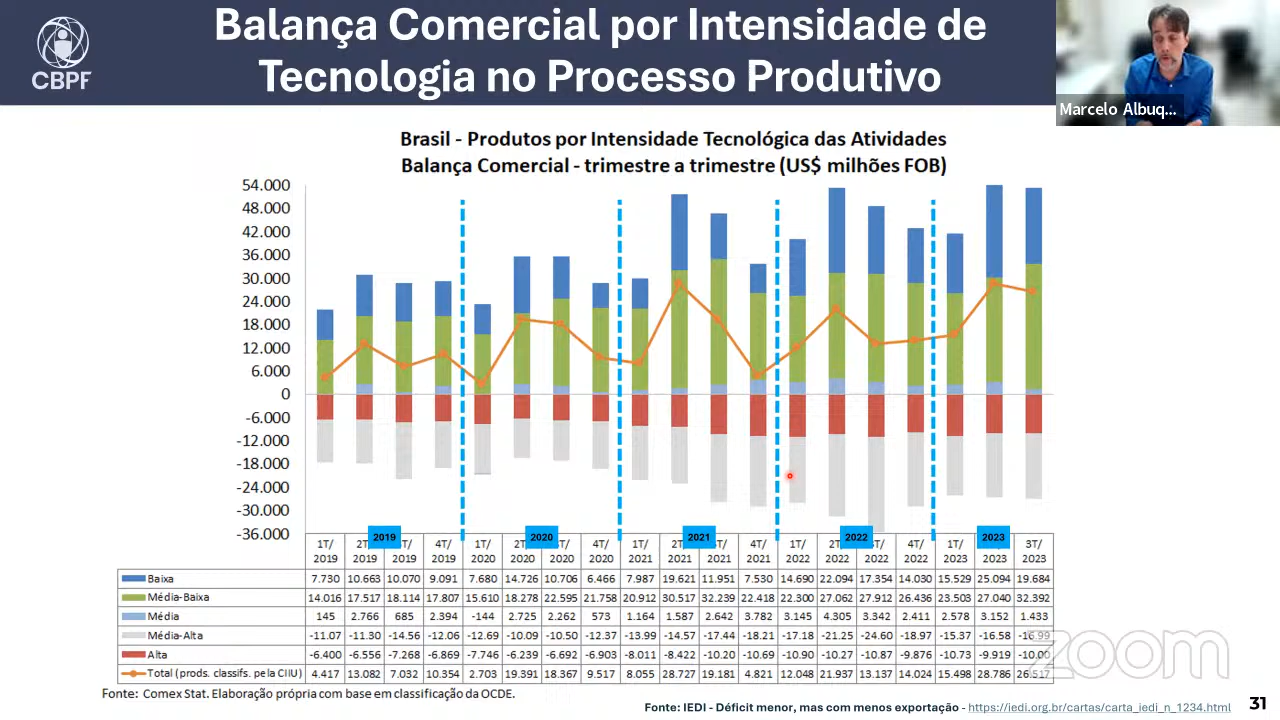 Balança Comercial por Intensidade de
Tecnologia no Processo Produtivo
CBPF
Marcelo Albuq...
Brasil - Produtos por Intensidade Tecnológica das Atividades
Balança Comercial - trimestre a trimestre (US$ milhões FOB)
54.000
48.000
42.000
36.000
30.000
24.000
18.000
12.000
6.000
0
-6.000
-12.000
-18.000
-24.000
-30.000
-36.000
2019 2020 2021 2022 2023
1T/ 4T/ 1T/ 4T/ 1T/ 4T/ 1T/ 4T/ 1T/ 3T/
2019 2019 2019 2019 2020 2020 2020 2020 2021 2021 2021 2021 2022 2022 2022 2022 2023 2023 2023
Baixa 7.730 10.663 10.070 9.091 7.680 14.726 10.706 6.466 7.987 19.621 11.951 7.530 14.690 22.094 17.354 14.030 15.529 25.094 19.684
Média-Baixa 14.016 17.517 18.114 17.807 15.610 18.278 22.595 21.758 20.912 30.517 32.239 22.418 22.300 27.062 27.912 26.436 23.503 27.040 32.392
Média 145 2.766 685 2.394 -144 2.725 2.262 573 1.164 1.587 2.642 3.782 3.145 4.305 3.342 2.411 2.578 3.152 1.433
Média-Alta -11.07 -11.30 -14.56 -12.06 -12.69 -10.09 -10.50 -12.37 -13.99 -14.57 -17.44 -18.21 -17.18 -21.25 -24.60 -18.97 -15.37 -16.58 -16.99
Alta -6.400 -6.556 -7.268 -6.869 -7.746 -6.239 -6.692 -6.903 -8.011 -8.422 -10.20 -10.69 -10.90 -10.27 -10.87 -9.876 -10.73 -9.919 -10.00
Total (prods. classifs. pela CIIU) 4.417 13.082 7.032 10.354 2.703 19.391 18.367 9.517 8.055 28.727 19.181 4.821 12.048 21.937 13.137 14.024 15.498 28.786 26.517
zoom
Fonte: Comex Stat. Elaboração própria com base em classificação da OCDE.
Fonte: IEDI - Déficit menor, mas com menos exportação - https://iedi.org.br/cartas/carta_iedi_n_1234.html
31